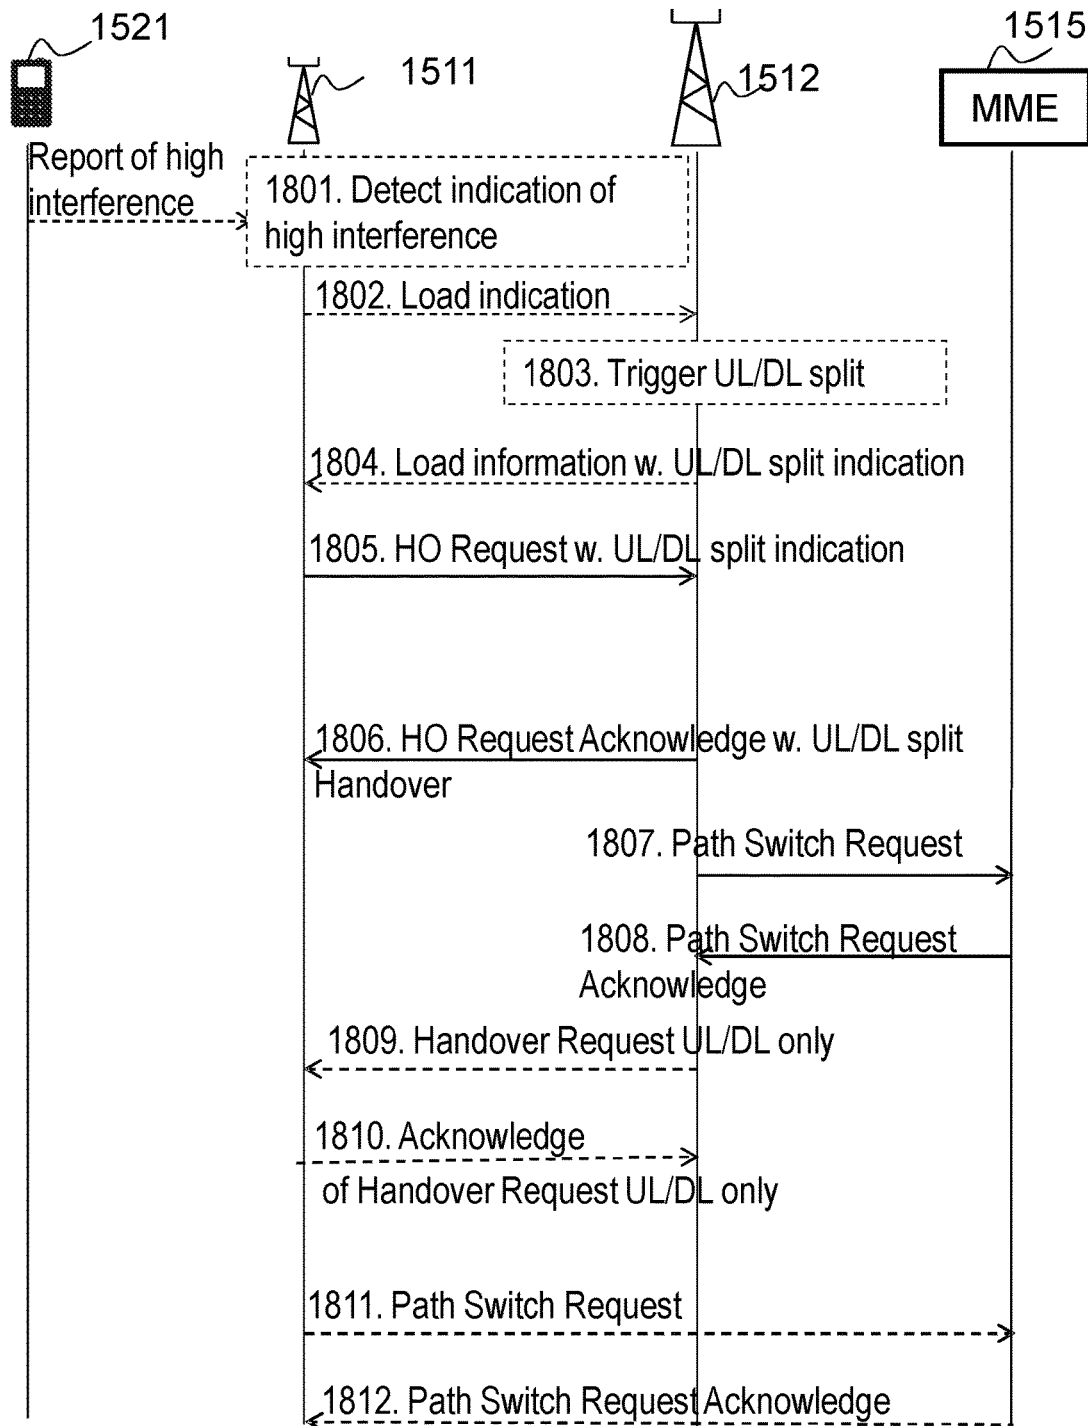 1521
1511
1512
1515
MME
Report of high
interference
1801. Detect indication of
high interference
1802. Load indication
1803. Trigger UL/DL split
1804. Load information w. UL/DL split indication
1805. HO Request w. UL/DL split indication
1806. HO Request Acknowledge w. UL/DL split
Handover
1807. Path Switch Request
1808. Path Switch Request
Acknowledge
1809. Handover Request UL/DL only
1810. Acknowledge
of Handover Request UL/DL only
1811. Path Switch Request
1812. Path Switch Request Acknowledge